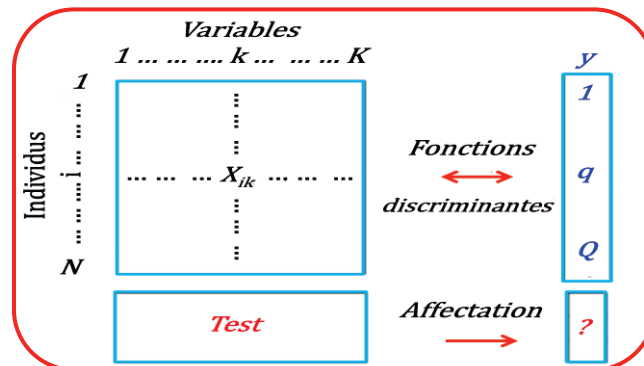 Variables
1 ... ... .... k ... ... ... K
y
Individus
1
i
N
... ... ... X_ik ... ... ...
Fonctions
discriminantes
1
q
Q
Test
Affectation
?